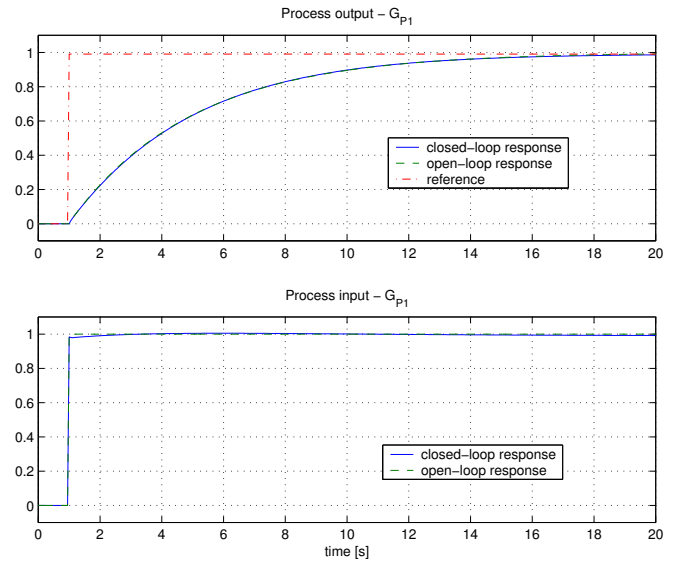 Process output − G_P1
1
0.8
0.6
0.4
0.2
0
closed−loop response
open−loop response
reference
0 2 4 6 8 10 12 14 16 18 20
Process input − G_P1
1
0.8
0.6
0.4
0.2
0
closed−loop response
open−loop response
0 2 4 6 8 10 12 14 16 18 20
time [s]